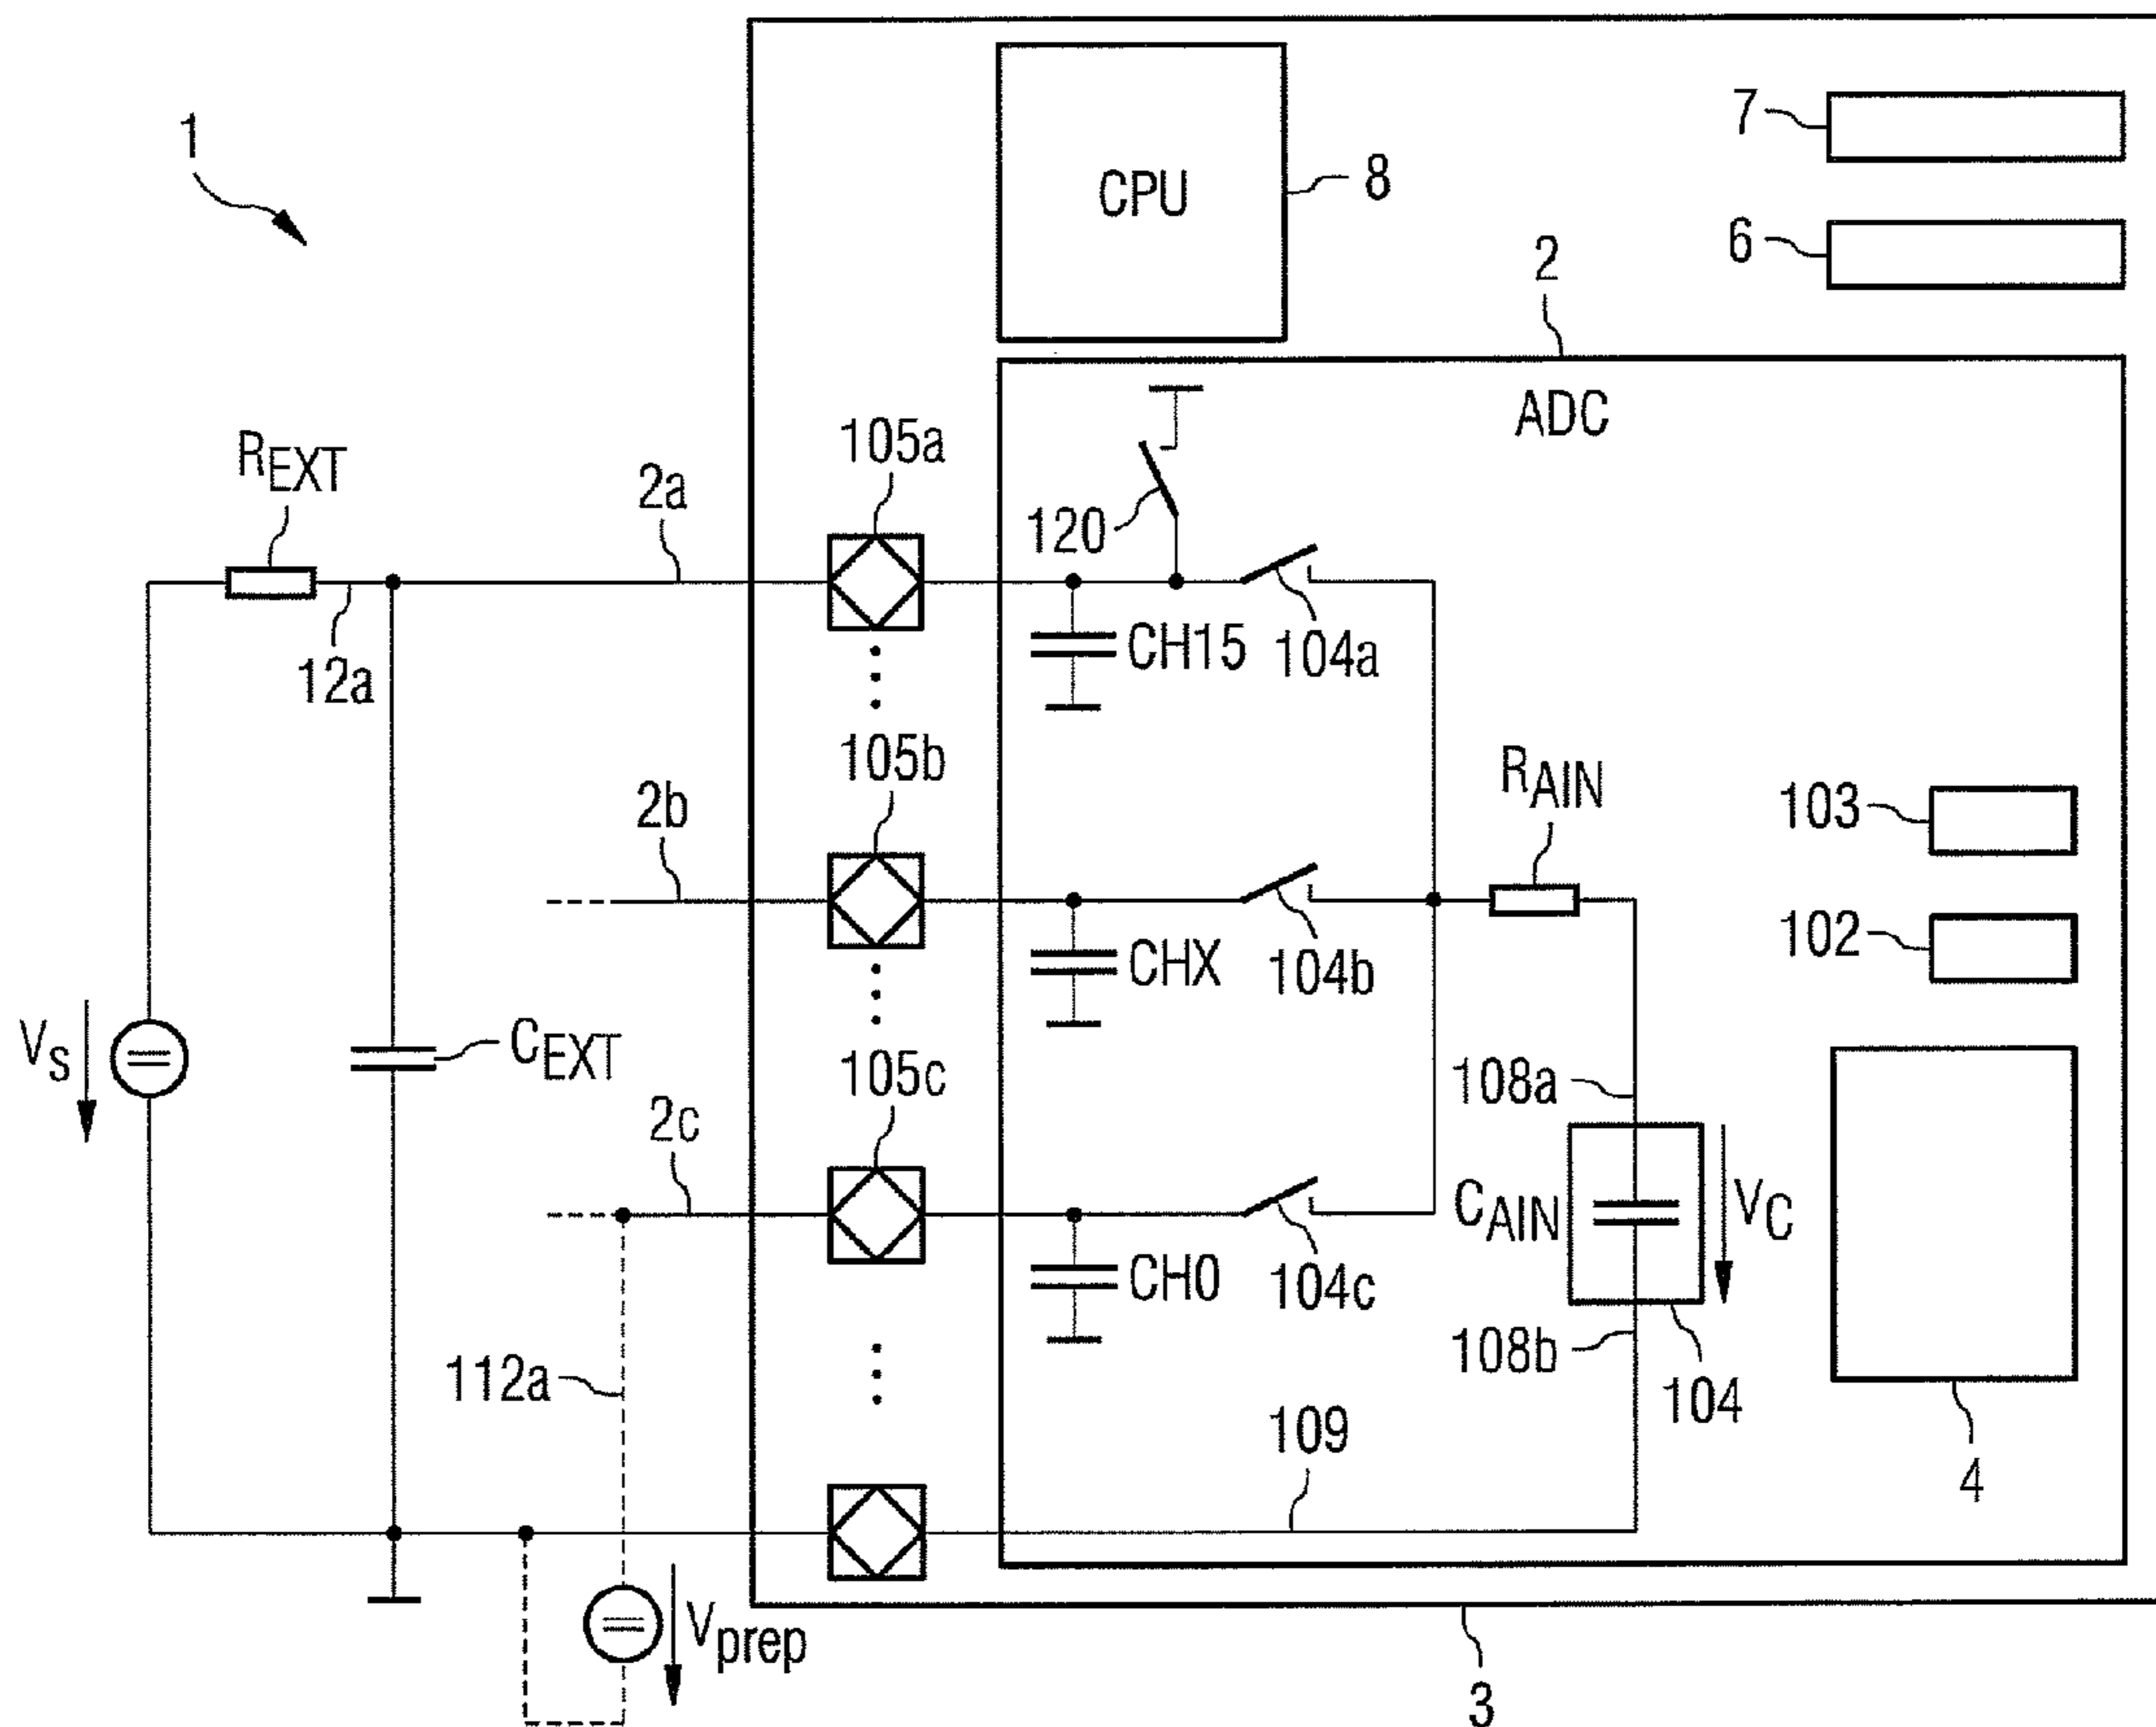 1
CPU
8
7
6
2
ADC
REXT
12a
2a
105a
120
104a
CH15
105b
2b
CHX
104b
RAIN
103
102
VS
CEXT
105c
2c
CH0
104c
108a
CAIN
VC
108b
104
4
112a
109
Vprep
3